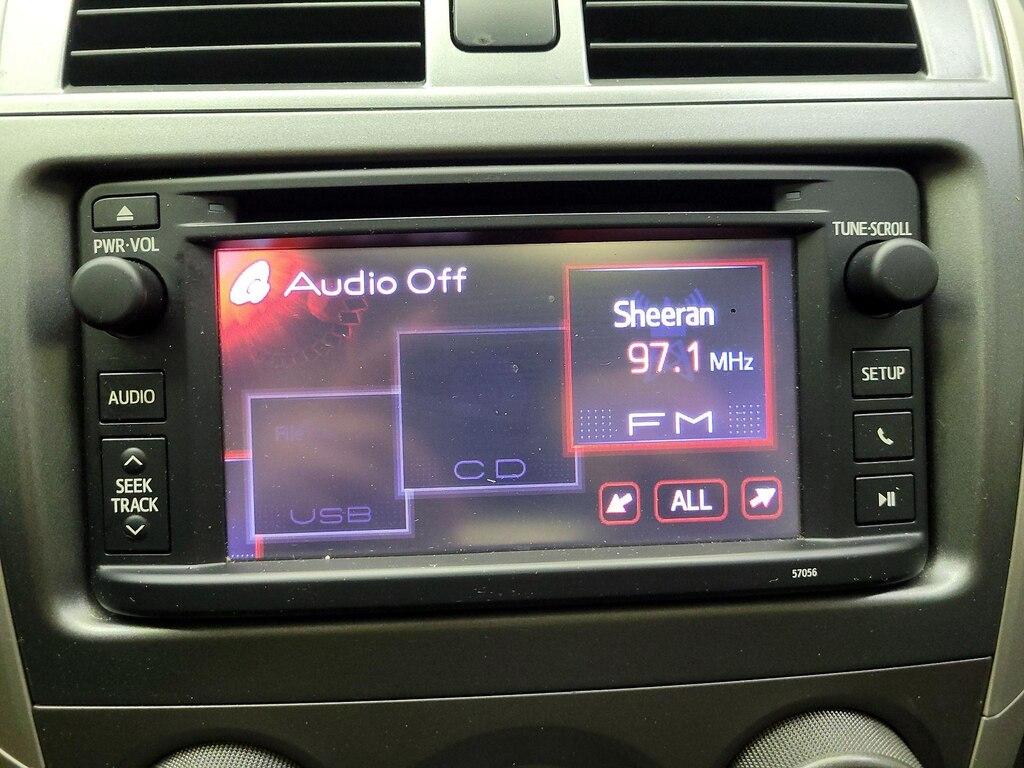 PWR·VOL
TUNE·SCROLL
Audio Off
Sheeran
97.1 MHz
FM
CD
USB
ALL
AUDIO
SEEK
TRACK
SETUP
57056